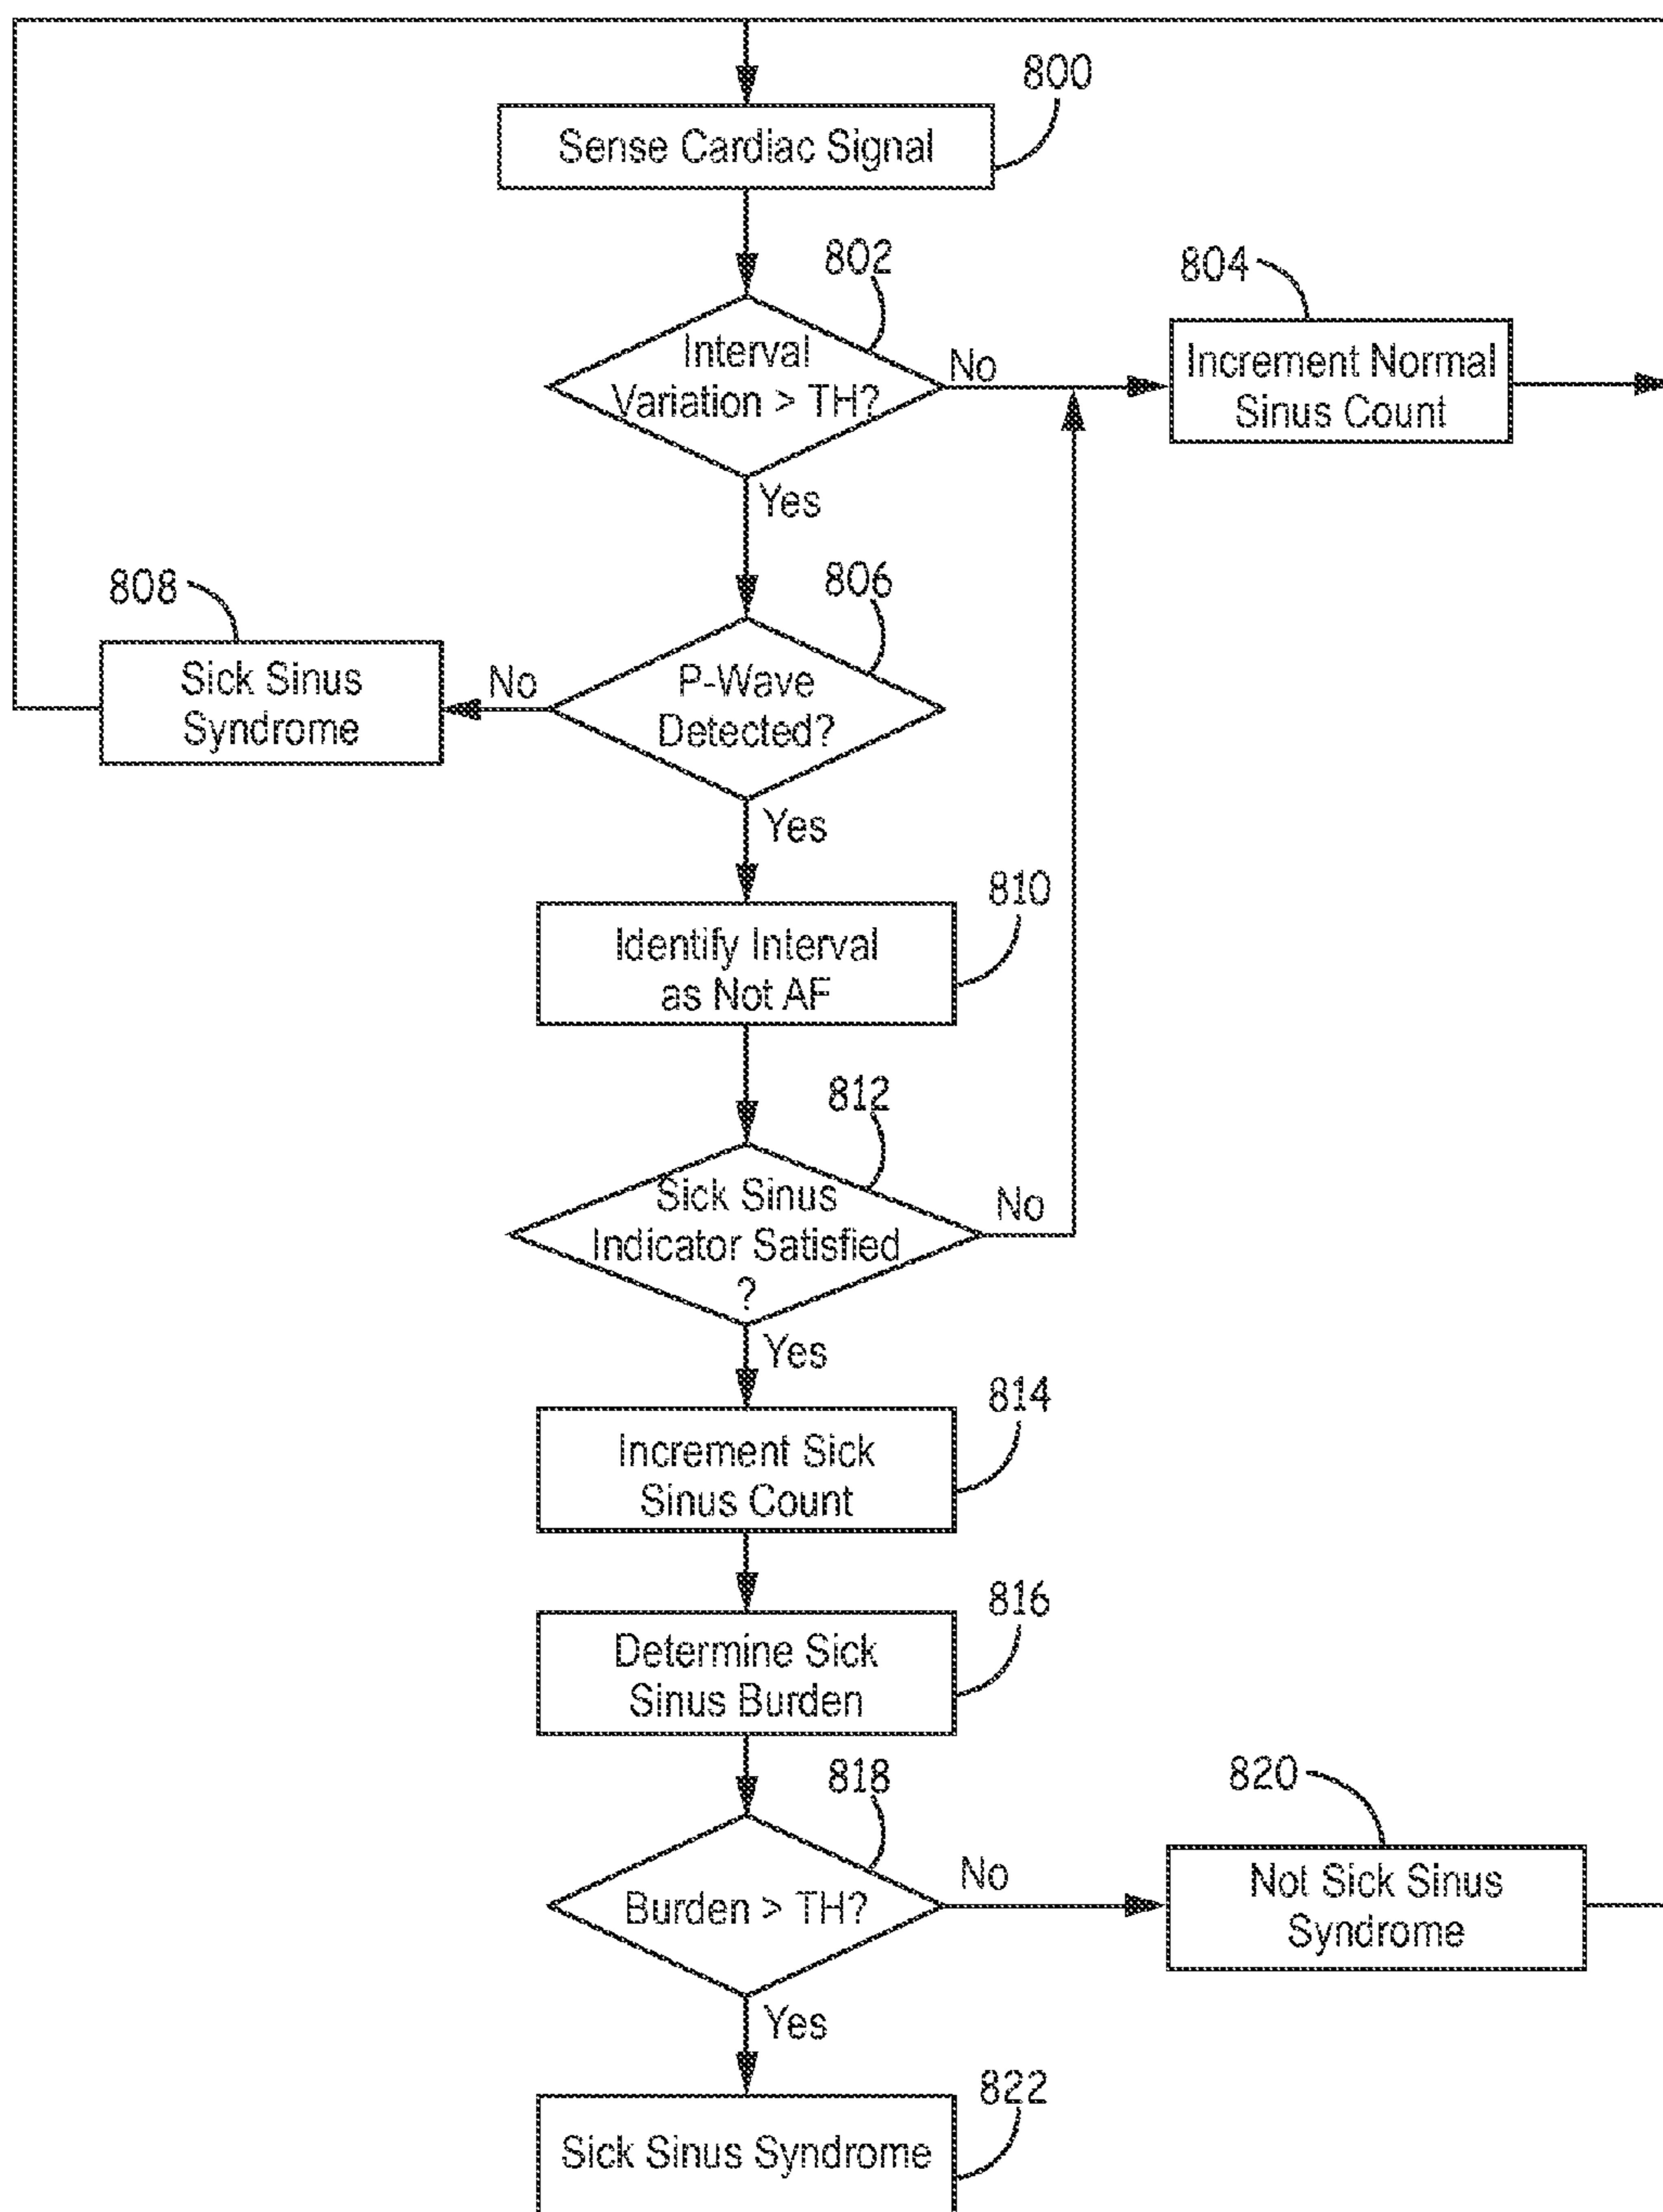 800
Sense Cardiac Signal
802
804
Interval
Variation > TH?
No
Increment Normal
Sinus Count
Yes
806
808
P-Wave
Detected?
No
Sick Sinus
Syndrome
Yes
810
Identify Interval
as Not AF
812
Sick Sinus
Indicator Satisfied
?
No
Yes
814
Increment Sick
Sinus Count
816
Determine Sick
Sinus Burden
818
820
Burden > TH?
No
Not Sick Sinus
Syndrome
Yes
822
Sick Sinus Syndrome